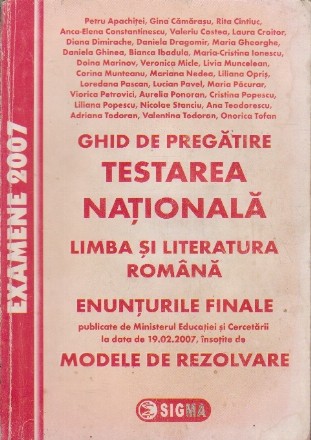 Petru Apachiței, Gina Cămărașu, Rita Cintiuc,
Anca-Elena Constantinescu, Valeriu Costea, Laura Croitor,
Diana Dimirache, Daniela Dragomir, Maria Gheorghe,
Daniela Ghinea, Bianca Ibadula, Maria-Cristina Ionescu,
Doina Marinov, Veronica Micle, Livia Muncelean,
Carina Munteanu, Mariana Nedea, Liliana Opriș,
Loredana Pascan, Lucian Pavel, Maria Păcurar,
Viorica Petrovici, Aurelia Ponoran, Cristina Popescu,
Liliana Popescu, Nicolae Stanciu, Ana Teodorescu,
Adriana Todoran, Valentina Todoran, Onorica Tofan
GHID DE PREGĂTIRE
TESTAREA
NAȚIONALĂ
LIMBA ȘI LITERATURA
ROMÂNĂ
ENUNȚURILE FINALE
publicate de Ministerul Educației și Cercetării
la data de 19.02.2007, însoțite de
MODELE DE REZOLVARE
SIGMA
EXAMENE 2007